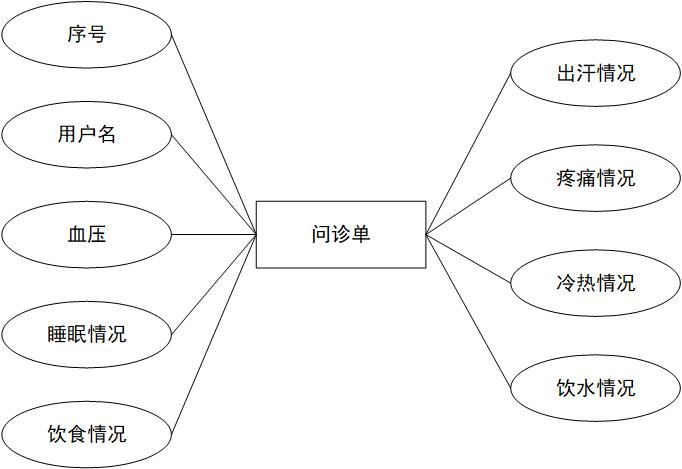 序号
用户名
血压
睡眠情况
饮食情况
问诊单
出汗情况
疼痛情况
冷热情况
饮水情况